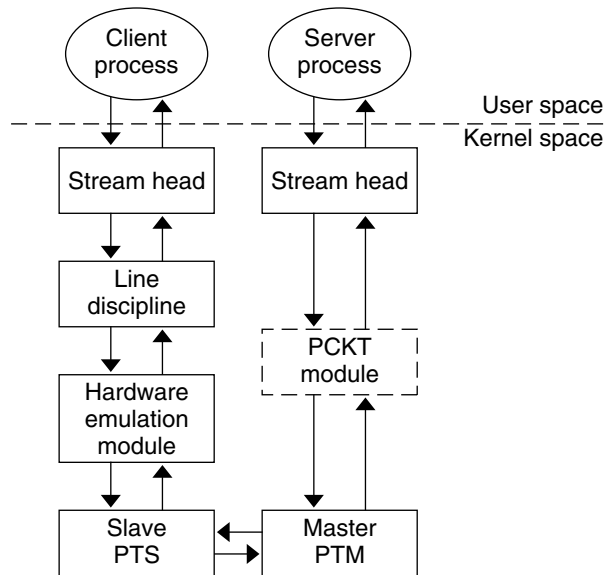 Client
process
Server
process
User space
Kernel space
Stream head
Stream head
Line
discipline
PCKT
module
Hardware
emulation
module
Slave
PTS
Master
PTM